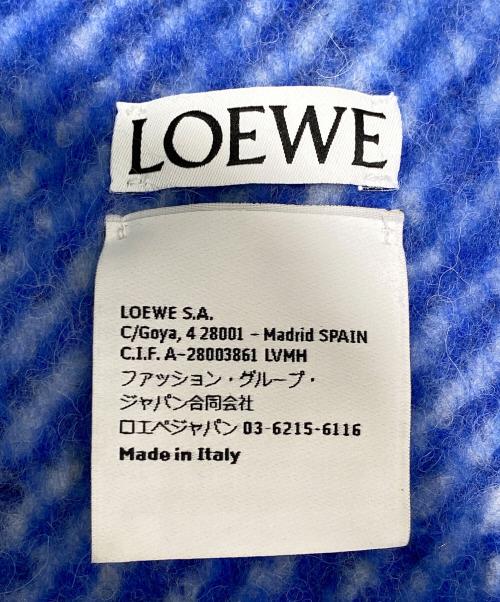 LOEWE
LOEWE S.A.
C/Goya, 4 28001 - Madrid SPAIN
C.I.F. A-28003861 LVMH
ファッション・グループ・
ジャパン合同会社
ロエベジャパン 03-6215-6116
Made in Italy